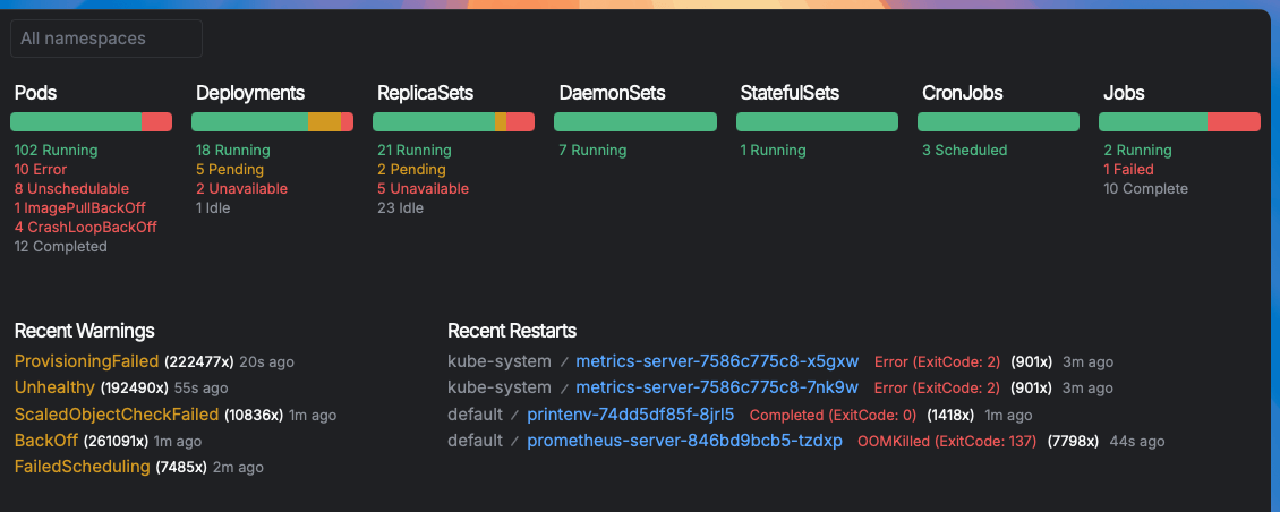 All namespaces
Pods
102 Running
10 Error
8 Unschedulable
1 ImagePullBackOff
4 CrashLoopBackOff
12 Completed
Deployments
18 Running
5 Pending
2 Unavailable
1 Idle
ReplicaSets
21 Running
2 Pending
5 Unavailable
23 Idle
DaemonSets
7 Running
StatefulSets
1 Running
CronJobs
3 Scheduled
Jobs
2 Running
1 Failed
10 Complete
Recent Warnings
ProvisioningFailed (222477x) 20s ago
Unhealthy (192490x) 55s ago
ScaledObjectCheckFailed (10836x) 1m ago
BackOff (261091x) 1m ago
FailedScheduling (7485x) 2m ago
Recent Restarts
kube-system / metrics-server-7586c775c8-x5gxw Error (ExitCode: 2) (901x) 3m ago
kube-system / metrics-server-7586c775c8-7nk9w Error (ExitCode: 2) (901x) 3m ago
default / printenv-74dd5df85f-8jrl5 Completed (ExitCode: 0) (1418x) 1m ago
default / prometheus-server-846bd9bcb5-tzdxp OOMKilled (ExitCode: 137) (7798x) 44s ago